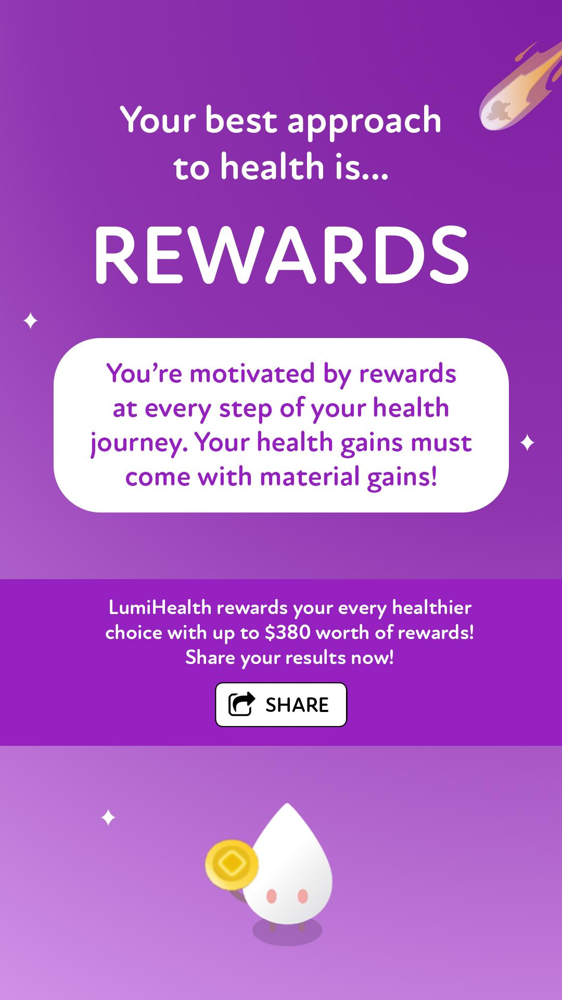 Your best approach
to health is...
REWARDS
You’re motivated by rewards
at every step of your health
journey. Your health gains must
come with material gains!
LumiHealth rewards your every healthier
choice with up to $380 worth of rewards!
Share your results now!
SHARE